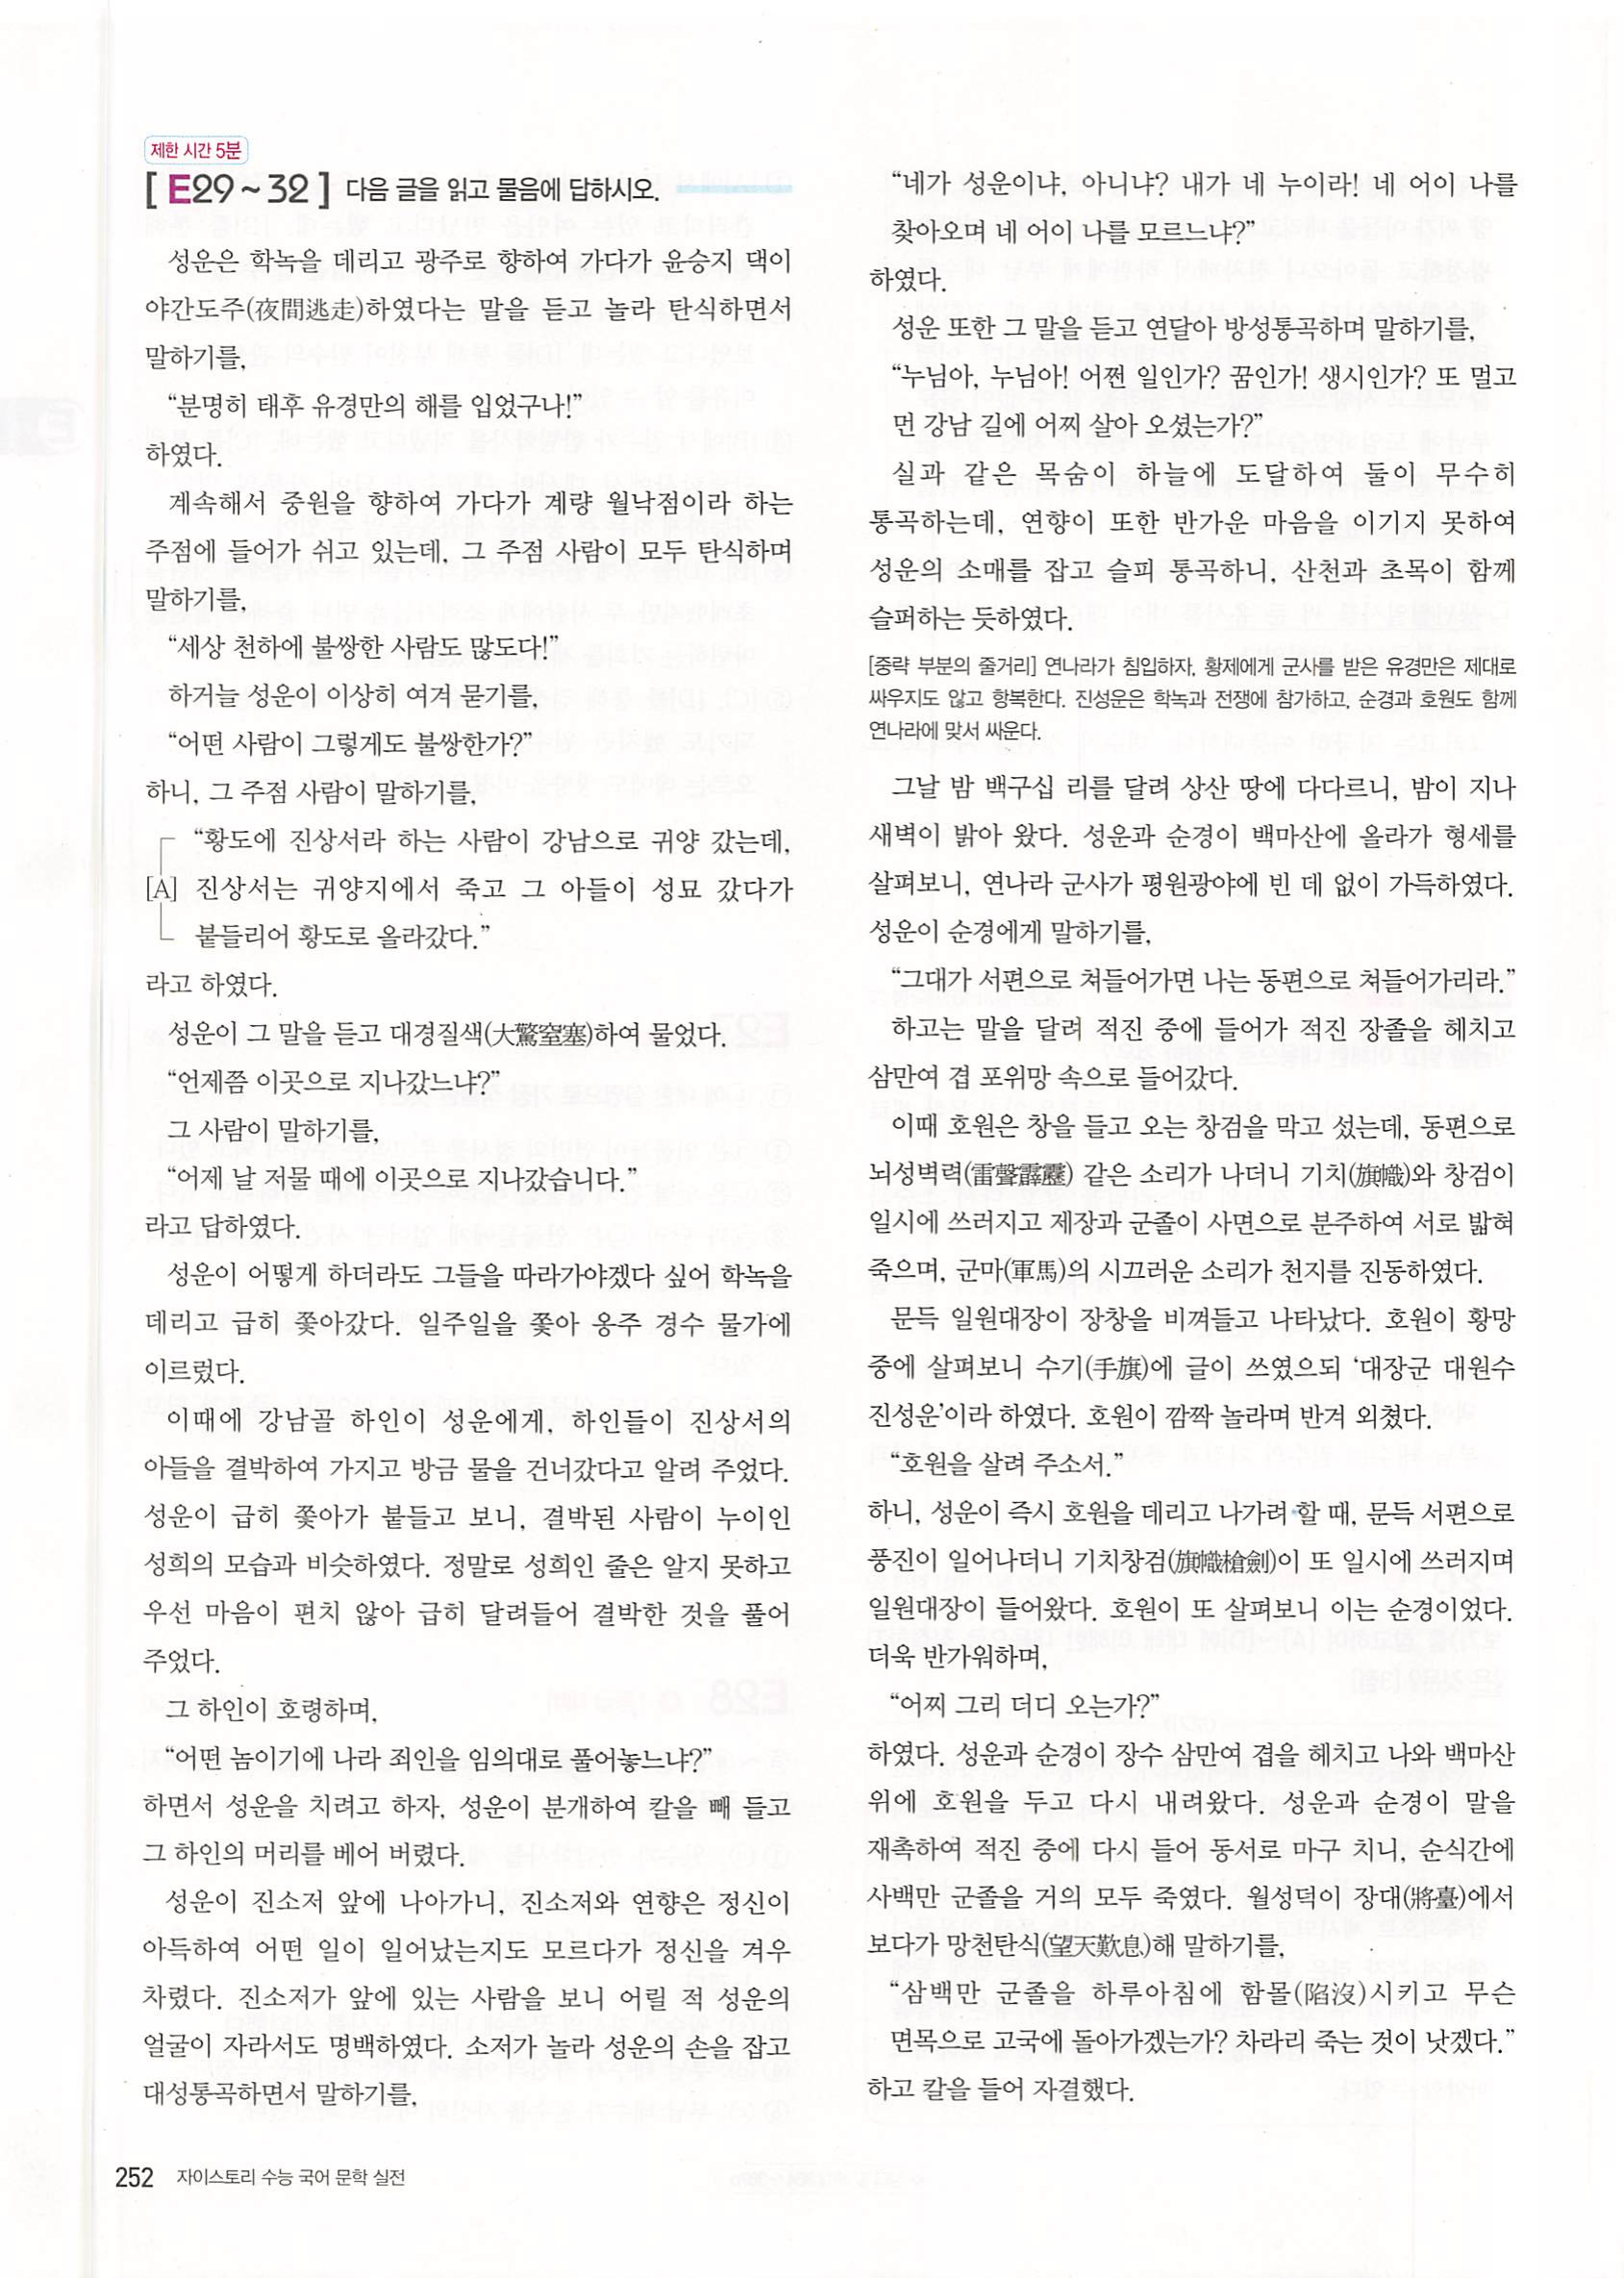 제한 시간 5분
[ E29 ~ 32 ] 다음 글을 읽고 물음에 답하시오.
성운은 학녹을 데리고 광주로 향하여 가다가 윤승지 댁이
야간도주(夜間逃走)하였다는 말을 듣고 놀라 탄식하면서
말하기를,
“분명히 태후 유경만의 해를 입었구나!”
하였다.
계속해서 중원을 향하여 가다가 계량 월낙점이라 하는
주점에 들어가 쉬고 있는데, 그 주점 사람이 모두 탄식하며
말하기를,
“세상 천하에 불쌍한 사람도 많도다!”
하거늘 성운이 이상히 여겨 묻기를,
“어떤 사람이 그렇게도 불쌍한가?”
하니, 그 주점 사람이 말하기를,
“황도에 진상서라 하는 사람이 강남으로 귀양 갔는데,
[A] 진상서는 귀양지에서 죽고 그 아들이 성묘 갔다가
붙들리어 황도로 올라갔다.”
라고 하였다.
성운이 그 말을 듣고 대경질색(大驚窒塞)하여 물었다.
“언제쯤 이곳으로 지나갔느냐?”
그 사람이 말하기를,
“어제 날 저물 때에 이곳으로 지나갔습니다.”
라고 답하였다.
성운이 어떻게 하더라도 그들을 따라가야겠다 싶어 학녹을
데리고 급히 쫓아갔다. 일주일을 쫓아 옹주 경수 물가에
이르렀다.
이때에 강남골 하인이 성운에게, 하인들이 진상서의
아들을 결박하여 가지고 방금 물을 건너갔다고 알려 주었다.
성운이 급히 쫓아가 붙들고 보니, 결박된 사람이 누이인
성희의 모습과 비슷하였다. 정말로 성희인 줄은 알지 못하고
우선 마음이 편치 않아 급히 달려들어 결박한 것을 풀어
주었다.
그 하인이 호령하며,
“어떤 놈이기에 나라 죄인을 임의대로 풀어놓느냐?”
하면서 성운을 치려고 하자, 성운이 분개하여 칼을 빼 들고
그 하인의 머리를 베어 버렸다.
성운이 진소저 앞에 나아가니, 진소저와 연향은 정신이
아득하여 어떤 일이 일어났는지도 모르다가 정신을 겨우
차렸다. 진소저가 앞에 있는 사람을 보니 어릴 적 성운의
얼굴이 자라서도 명백하였다. 소저가 놀라 성운의 손을 잡고
대성통곡하면서 말하기를,
“네가 성운이냐, 아니냐? 내가 네 누이라! 네 어이 나를
찾아오며 네 어이 나를 모르느냐?”
하였다.
성운 또한 그 말을 듣고 연달아 방성통곡하며 말하기를,
“누님아, 누님아! 어쩐 일인가? 꿈인가! 생시인가? 또 멀고
먼 강남 길에 어찌 살아 오셨는가?”
실과 같은 목숨이 하늘에 도달하여 둘이 무수히
통곡하는데, 연향이 또한 반가운 마음을 이기지 못하여
성운의 소매를 잡고 슬피 통곡하니, 산천과 초목이 함께
슬퍼하는 듯하였다.
[중략 부분의 줄거리] 연나라가 침입하자, 황제에게 군사를 받은 유경만은 제대로
싸우지도 않고 항복한다. 진성운은 학녹과 전쟁에 참가하고, 순경과 호원도 함께
연나라에 맞서 싸운다.
그날 밤 백구십 리를 달려 상산 땅에 다다르니, 밤이 지나
새벽이 밝아 왔다. 성운과 순경이 백마산에 올라가 형세를
살펴보니, 연나라 군사가 평원광야에 빈 데 없이 가득하였다.
성운이 순경에게 말하기를,
“그대가 서편으로 쳐들어가면 나는 동편으로 쳐들어가리라.”
하고는 말을 달려 적진 중에 들어가 적진 장졸을 헤치고
삼만여 겹 포위망 속으로 들어갔다.
이때 호원은 창을 들고 오는 창검을 막고 섰는데, 동편으로
뇌성벽력(雷聲霹靂) 같은 소리가 나더니 기치(旗幟)와 창검이
일시에 쓰러지고 제장과 군졸이 사면으로 분주하여 서로 밟혀
죽으며, 군마(軍馬)의 시끄러운 소리가 천지를 진동하였다.
문득 일원대장이 장창을 비껴들고 나타났다. 호원이 황망
중에 살펴보니 수기(手旗)에 글이 쓰였으되 ‘대장군 대원수
진성운’이라 하였다. 호원이 깜짝 놀라며 반겨 외쳤다.
“호원을 살려 주소서.”
하니, 성운이 즉시 호원을 데리고 나가려 할 때, 문득 서편으로
풍진이 일어나더니 기치창검(旗幟槍劍)이 또 일시에 쓰러지며
일원대장이 들어왔다. 호원이 또 살펴보니 이는 순경이었다.
더욱 반가워하며,
“어찌 그리 더디 오는가?”
하였다. 성운과 순경이 장수 삼만여 겹을 헤치고 나와 백마산
위에 호원을 두고 다시 내려왔다. 성운과 순경이 말을
재촉하여 적진 중에 다시 들어 동서로 마구 치니, 순식간에
사백만 군졸을 거의 모두 죽였다. 월성덕이 장대(將臺)에서
보다가 망천탄식(望天歎息)해 말하기를,
“삼백만 군졸을 하루아침에 함몰(陷沒)시키고 무슨
면목으로 고국에 돌아가겠는가? 차라리 죽는 것이 낫겠다.”
하고 칼을 들어 자결했다.
252 자이스토리 수능 국어 문학 실전